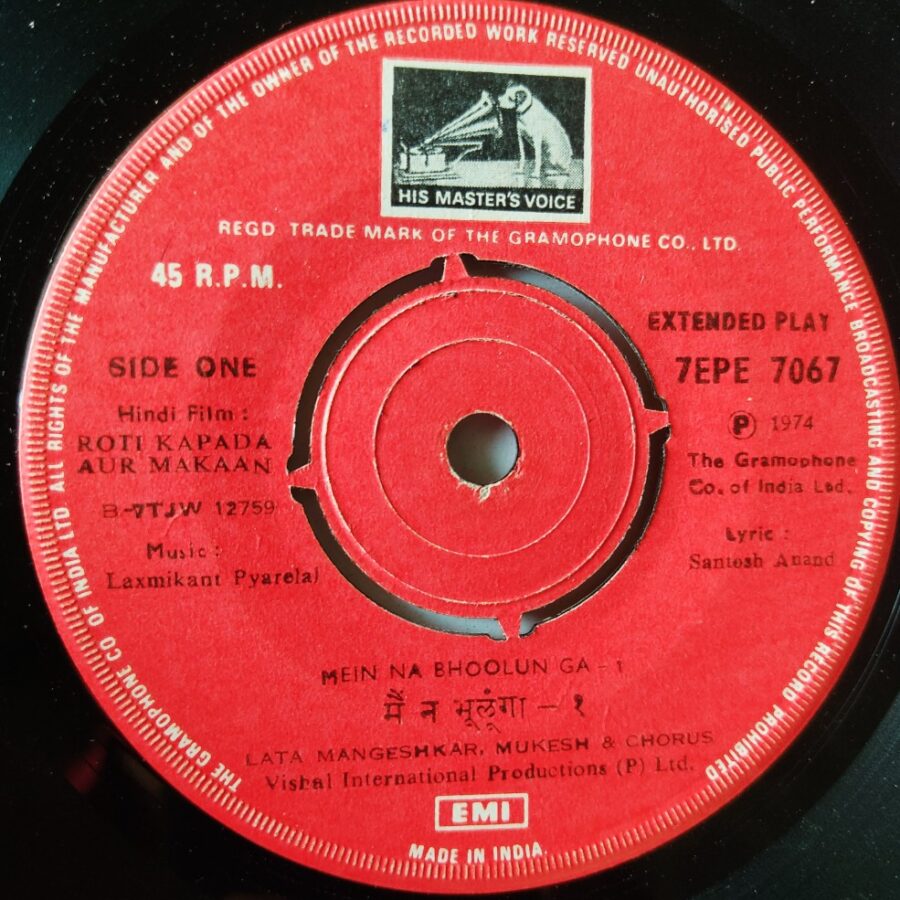 THE GRAMOPHONE CO OF INDIA LTD. ALL RIGHTS OF THE MANUFACTURER AND OF THE OWNER OF THE RECORDED WORK RESERVED UNAUTHORISED PUBLIC PERFORMANCE BROADCASTING AND COPYING OF THIS RECORD PROHIBITED
HIS MASTER'S VOICE
REGD TRADE MARK OF THE GRAMOPHONE CO., LTD.
45 R.P.M.
EXTENDED PLAY
SIDE ONE
7EPE 7067
Hindi Film :
ROTI KAPADA
AUR MAKAAN
Ⓟ 1974
The Gramophone
Co. of India Ltd.
B-7TJW 12759
Music :
Laxmikant Pyarelal
Lyric :
Santosh Anand
MEIN NA BHOOLUN GA - 1
मैं न भूलूंगा - १
LATA MANGESHKAR, MUKESH & CHORUS
Vishal International Productions (P) Ltd.
EMI
MADE IN INDIA